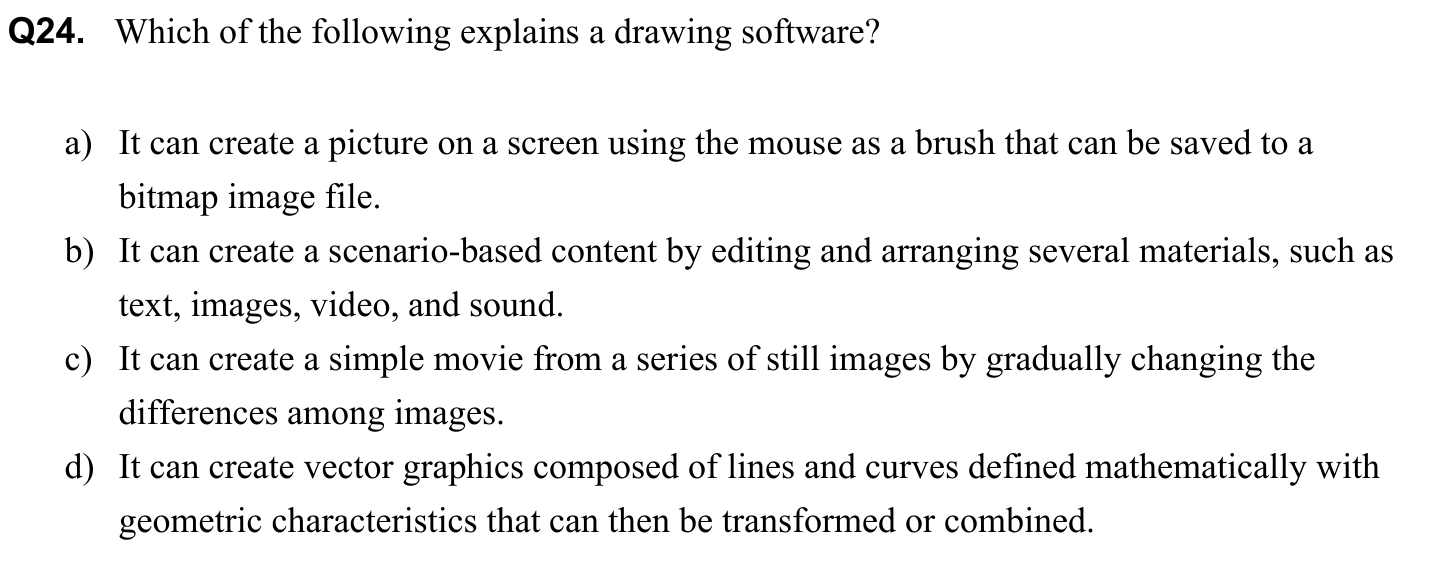 Q24. Which of the following explains a drawing software?
a) It can create a picture on a screen using the mouse as a brush that can be saved to a
bitmap image file.
b) It can create a scenario-based content by editing and arranging several materials, such as
text, images, video, and sound.
c) It can create a simple movie from a series of still images by gradually changing the
differences among images.
d) It can create vector graphics composed of lines and curves defined mathematically with
geometric characteristics that can then be transformed or combined.